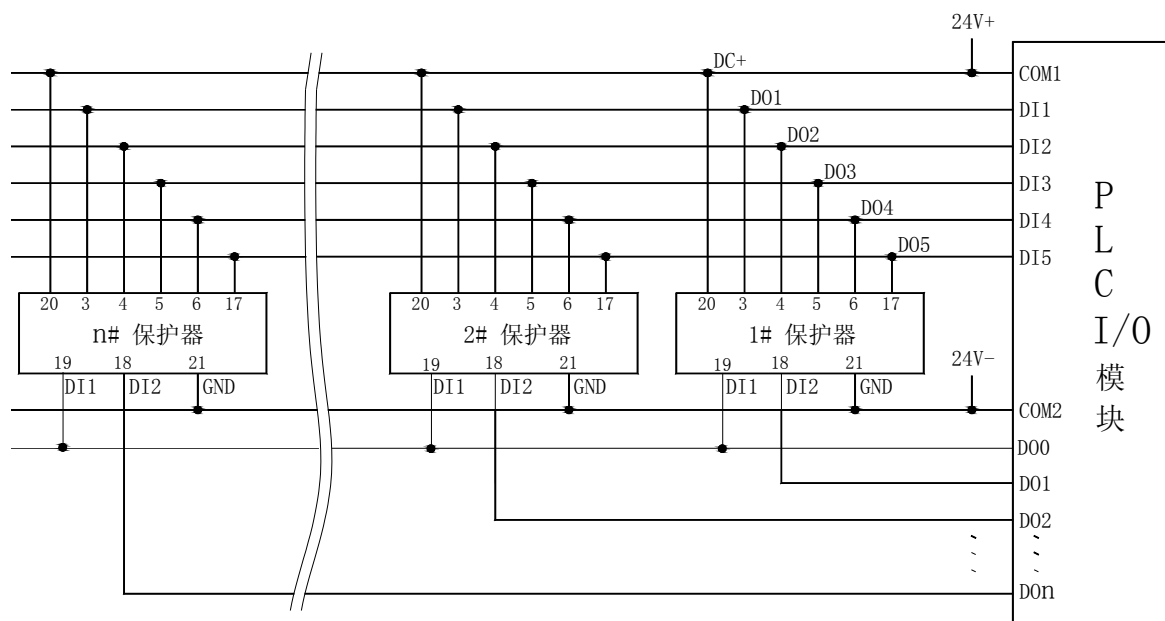 24V+
DC+
COM1
DO1
DI1
DO2
DI2
DO3
DI3
DO4
DI4
DO5
DI5
20 3 4 5 6 17
20 3 4 5 6 17
20 3 4 5 6 17
n# 保护器
2# 保护器
1# 保护器
19 18 21
19 18 21
19 18 21
DI1 DI2 GND
DI1 DI2 GND
DI1 DI2 GND
24V-
COM2
DO0
DO1
DO2
DOn
PLC I/O 模块